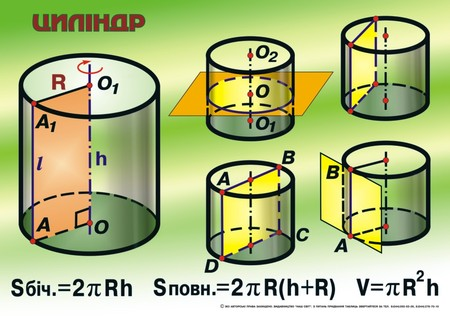 ЦИЛІНДР
R
O₁
A₁
l
h
A
O
O₂
O
O₁
A
B
C
D
B
A
Sбіч.=2πRh Sповн.=2πR(h+R) V=πR²h